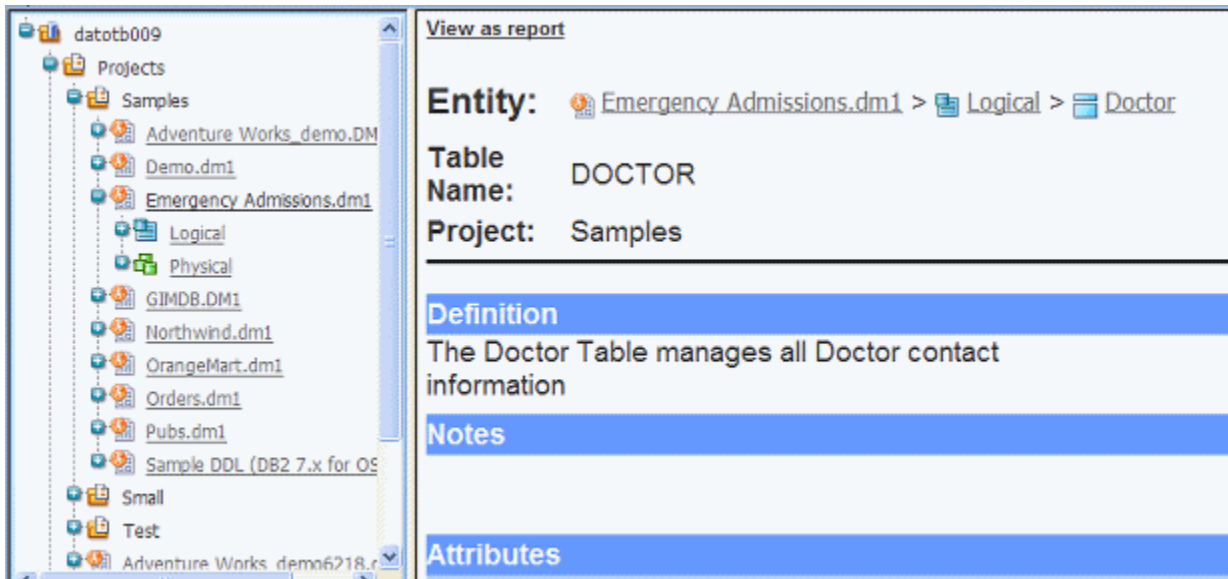 datotb009
Projects
Samples
Adventure Works_demo.DM
Demo.dm1
Emergency Admissions.dm1
Logical
Physical
GIMDB.DM1
Northwind.dm1
OrangeMart.dm1
Orders.dm1
Pubs.dm1
Sample DDL (DB2 7.x for OS
Small
Test
Adventure Works_demo6218.
View as report
Entity: Emergency Admissions.dm1 > Logical > Doctor
Table Name: DOCTOR
Project: Samples
Definition
The Doctor Table manages all Doctor contact
information
Notes
Attributes